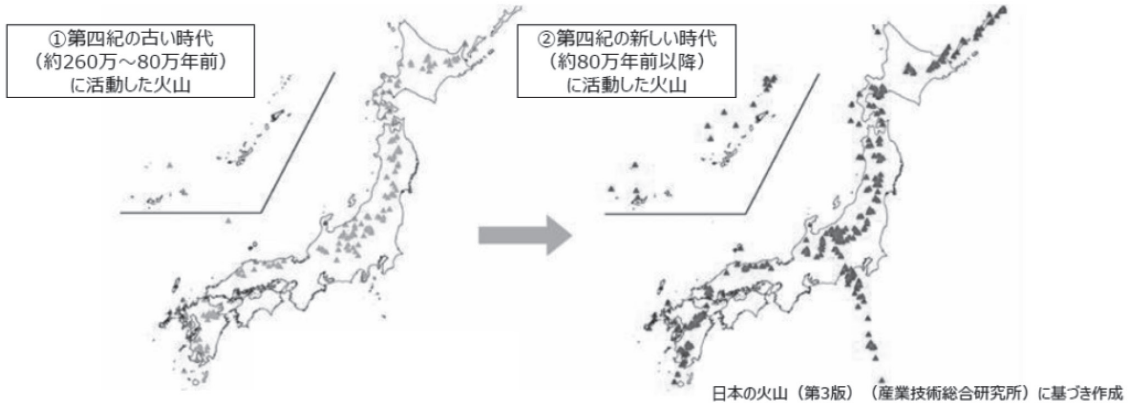 ①第四紀の古い時代
（約260万～80万年前）
に活動した火山
②第四紀の新しい時代
（約80万年前以降）
に活動した火山
日本の火山（第3版）（産業技術総合研究所）に基づき作成